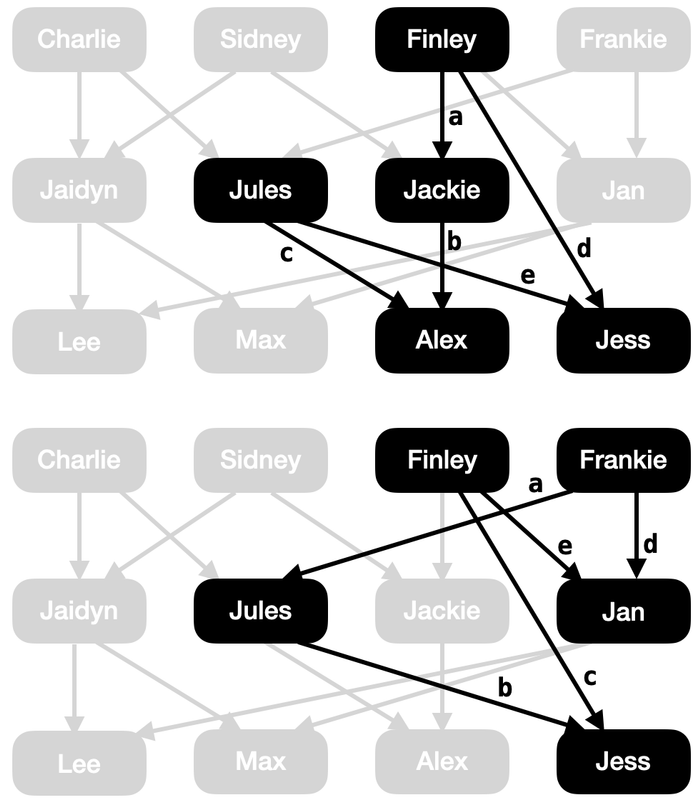 Charlie Sidney Finley Frankie
a
Jaidyn Jules Jackie Jan
c b d
e
Lee Max Alex Jess
Charlie Sidney Finley Frankie
a
e d
Jaidyn Jules Jackie Jan
b c
Lee Max Alex Jess